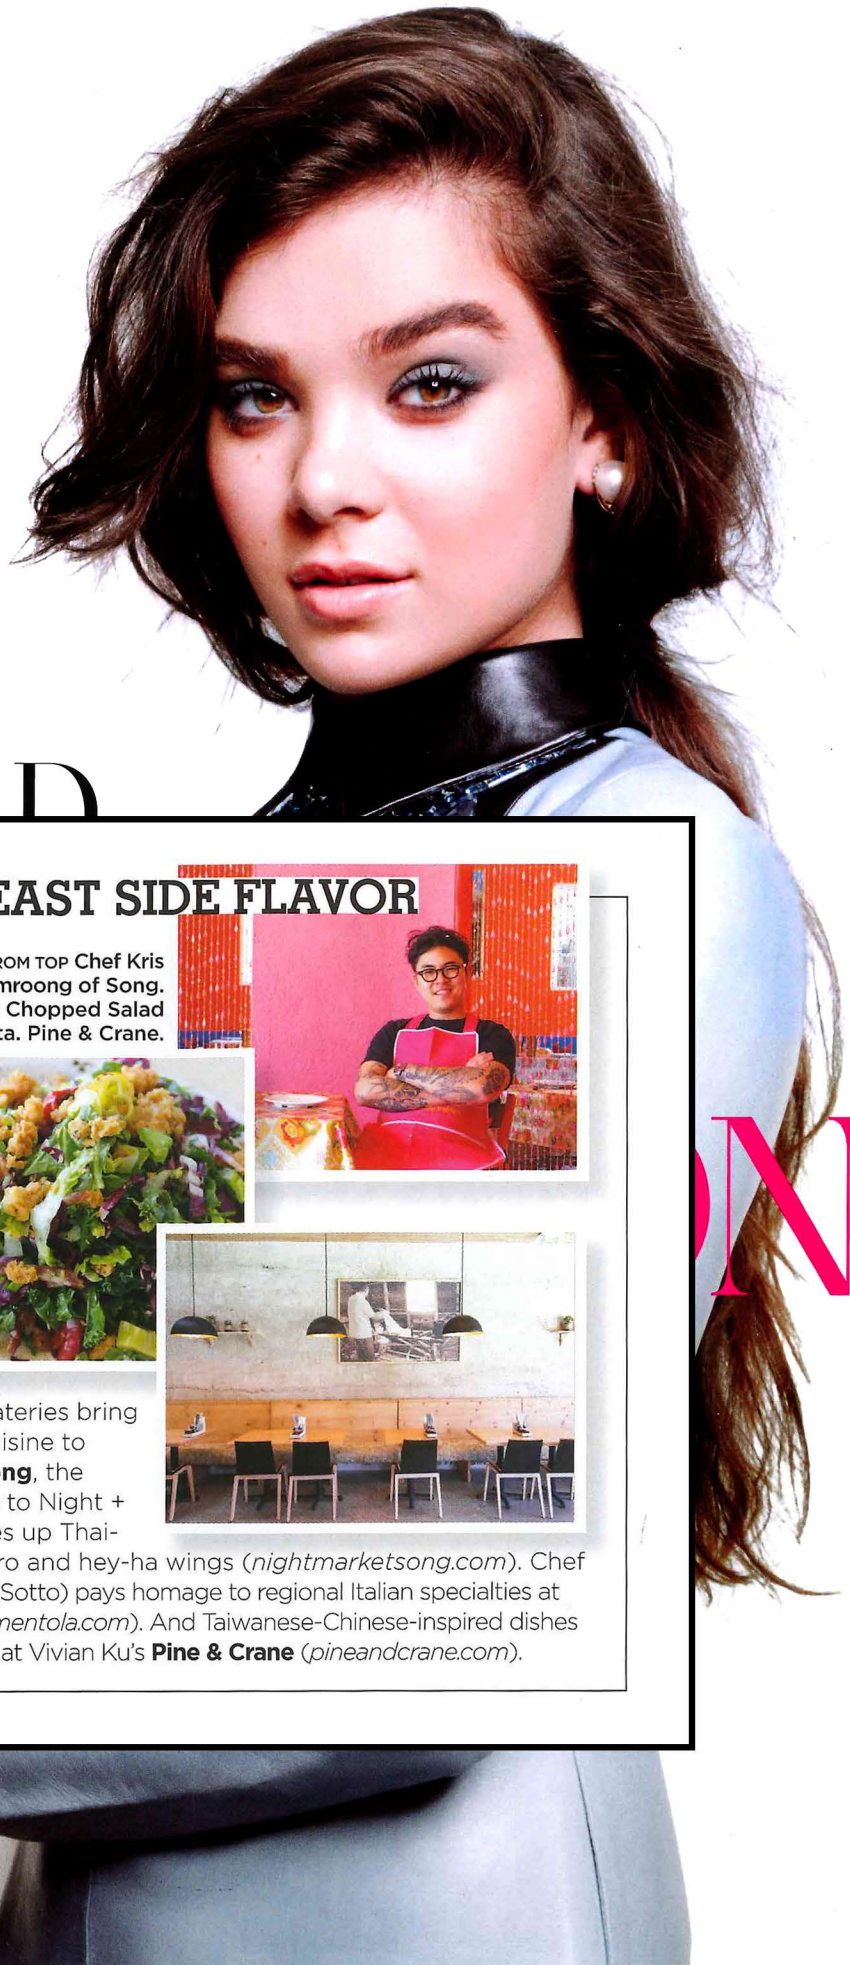 D
EAST SIDE FLAVOR
ROM TOP Chef Kris
mroong of Song.
Chopped Salad
ta. Pine & Crane.
ON
ateries bring
isine to
ng, the
to Night +
es up Thai-
ro and hey-ha wings (nightmarketsong.com). Chef
Sotto) pays homage to regional Italian specialties at
mentola.com). And Taiwanese-Chinese-inspired dishes
at Vivian Ku's Pine & Crane (pineandcrane.com).